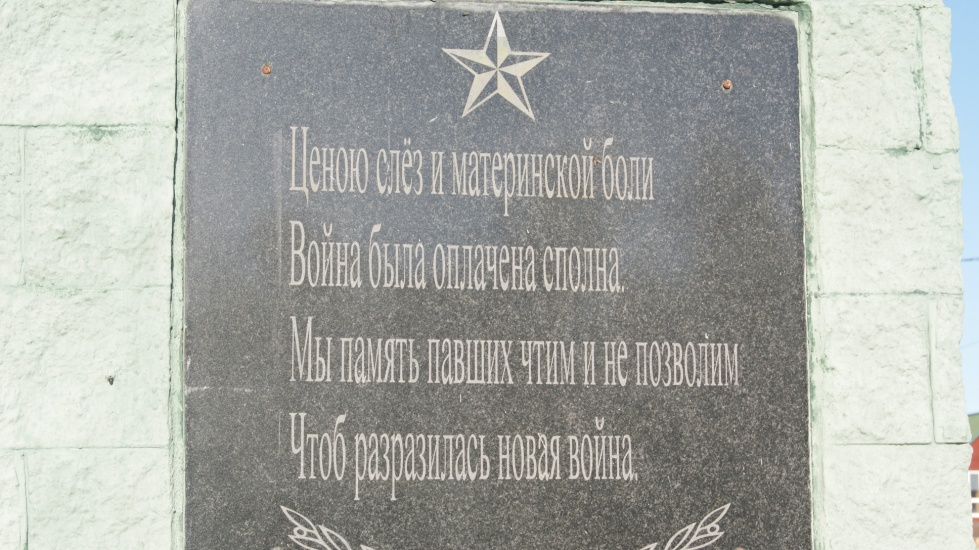 Ценою слёз и материнской боли
Война была оплачена сполна.
Мы память павших чтим и не позволим
Чтоб разразилась новая война.